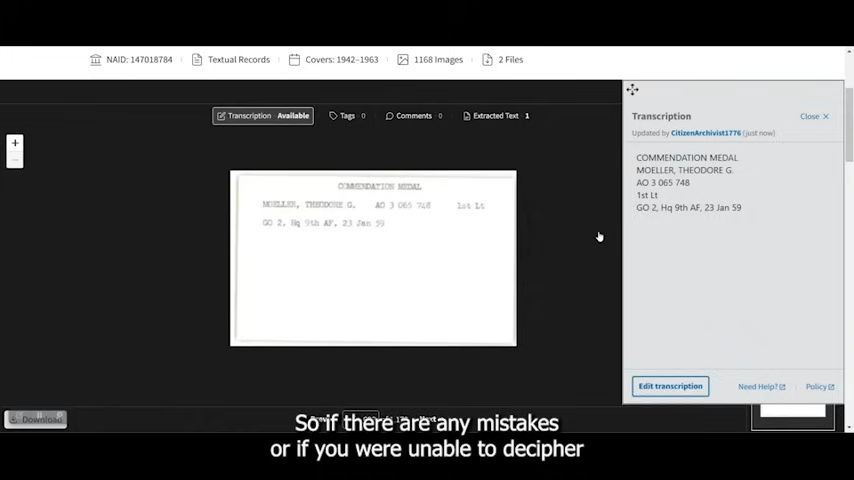 NAID: 147018784 Textual Records Covers: 1942–1963 1168 Images 2 Files
Transcription Available Tags 0 Comments 0 Extracted Text 1
COMMENDATION MEDAL
MOELLER, THEODORE G. AO 3 065 748 1st Lt
GO 2, Hq 9th AF, 23 Jan 59
Transcription Close ×
Updated by CitizenArchivist1776 (just now)
COMMENDATION MEDAL
MOELLER, THEODORE G.
AO 3 065 748
1st Lt
GO 2, Hq 9th AF, 23 Jan 59
Edit transcription Need Help? Policy
Download
So if there are any mistakes
or if you were unable to decipher